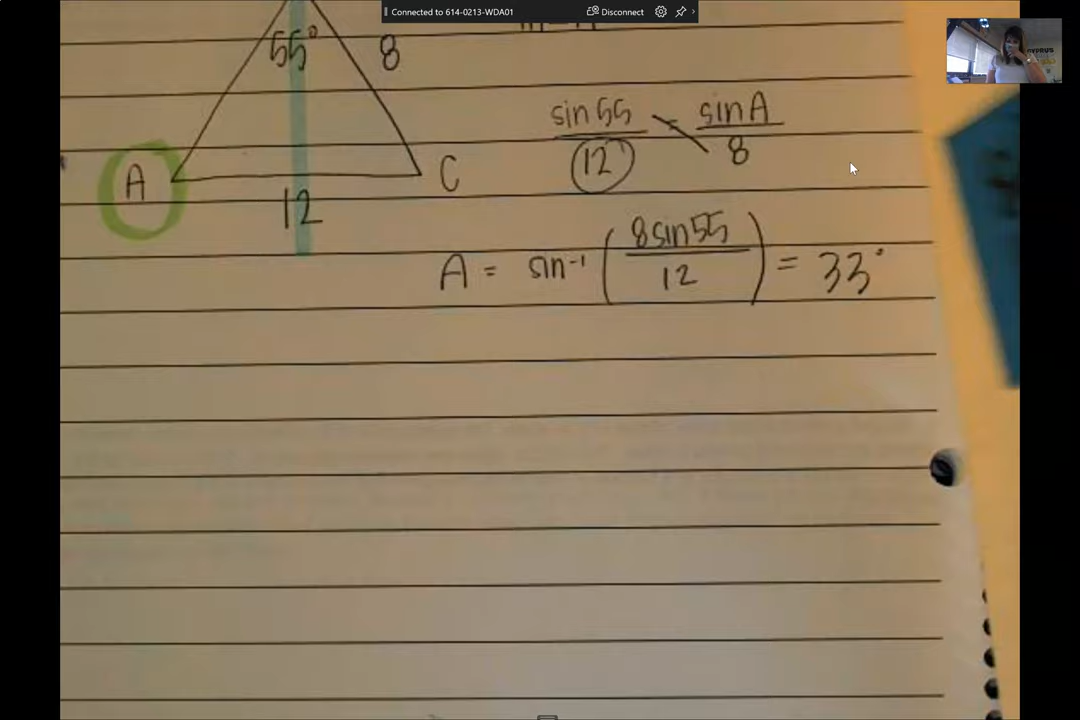 Connected to 614-0213-WDA01 Disconnect
55° 8
sin 55 = sin A
12 8
A C
12
A = sin⁻¹ ( 8 sin 55 / 12 ) = 33°